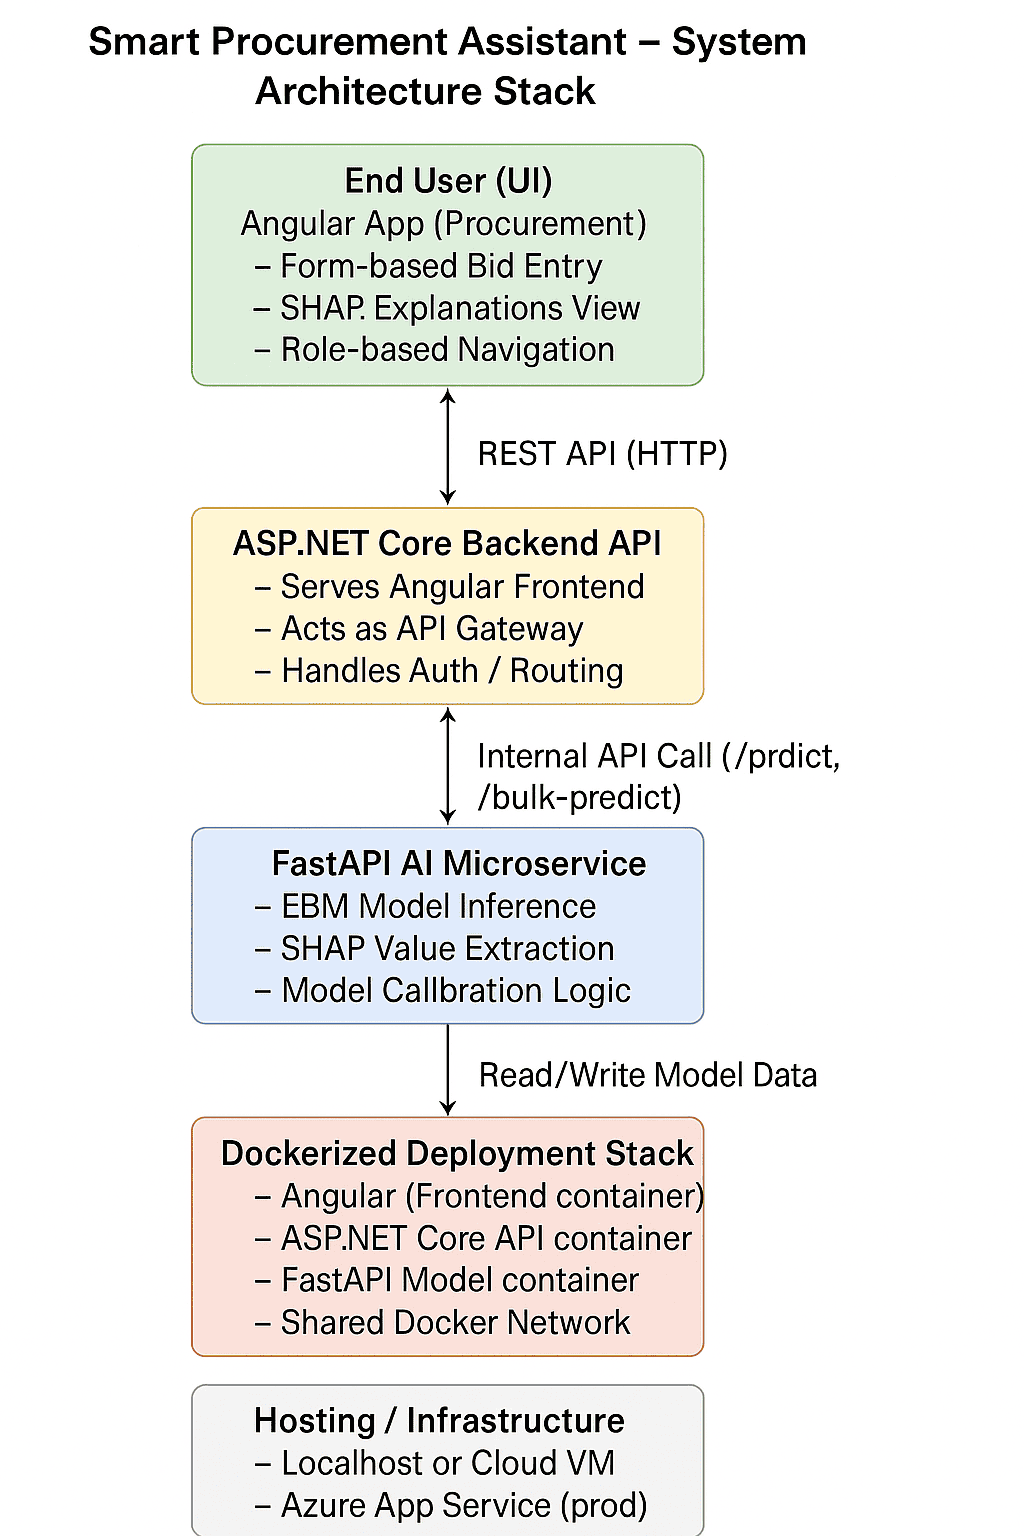 Smart Procurement Assistant – System
Architecture Stack
End User (UI)
Angular App (Procurement)
– Form-based Bid Entry
– SHAP. Explanations View
– Role-based Navigation
REST API (HTTP)
ASP.NET Core Backend API
– Serves Angular Frontend
– Acts as API Gateway
– Handles Auth / Routing
Internal API Call (/prdict,
/bulk-predict)
FastAPI AI Microservice
– EBM Model Inference
– SHAP Value Extraction
– Model Callbration Logic
Read/Write Model Data
Dockerized Deployment Stack
– Angular (Frontend container)
– ASP.NET Core API container
– FastAPI Model container
– Shared Docker Network
Hosting / Infrastructure
– Localhost or Cloud VM
– Azure App Service (prod)